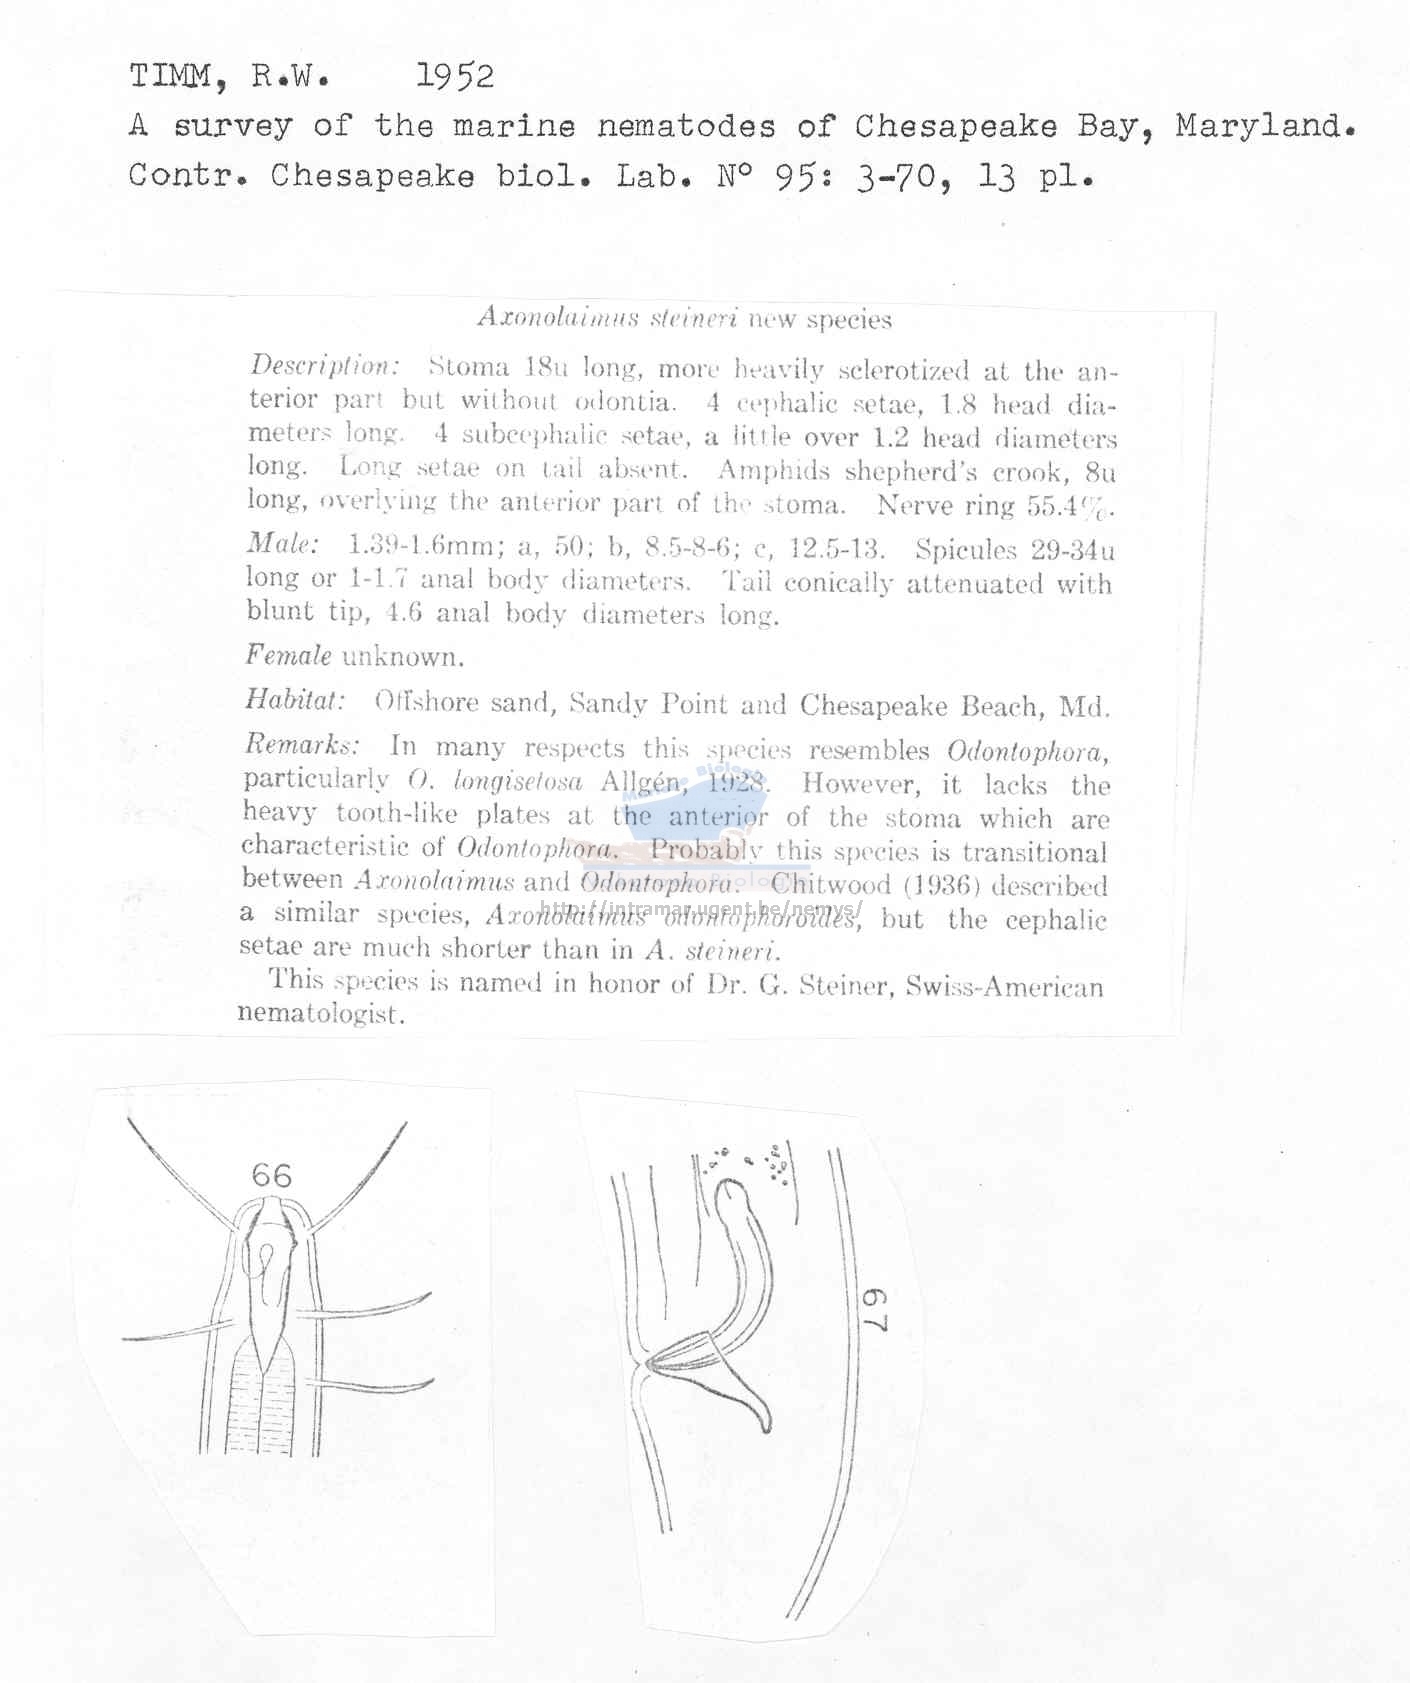 TIMM, R.W. 1952
A survey of the marine nematodes of Chesapeake Bay, Maryland.
Contr. Chesapeake biol. Lab. N° 95: 3-70, 13 pl.
Axonolaimus steineri new species
Description: Stoma 18u long, more heavily sclerotized at the an-
terior part but without odontia. 4 cephalic setae, 1.8 head dia-
meters long. 4 subcephalic setae, a little over 1.2 head diameters
long. Long setae on tail absent. Amphids shepherd's crook, 8u
long, overlying the anterior part of the stoma. Nerve ring 55.4%.
Male: 1.39-1.6mm; a, 50; b, 8.5-8-6; c, 12.5-13. Spicules 29-34u
long or 1-1.7 anal body diameters. Tail conically attenuated with
blunt tip, 4.6 anal body diameters long.
Female unknown.
Habitat: Offshore sand, Sandy Point and Chesapeake Beach, Md.
Remarks: In many respects this species resembles Odontophora,
particularly O. longisetosa Allgén, 1928. However, it lacks the
heavy tooth-like plates at the anterior of the stoma which are
characteristic of Odontophora. Probably this species is transitional
between Axonolaimus and Odontophora. Chitwood (1936) described
a similar species, Axonolaimus odontophoroides, but the cephalic
setae are much shorter than in A. steineri.
This species is named in honor of Dr. G. Steiner, Swiss-American
nematologist.
Marine Biology
http://intramar.ugent.be/nemys/
66
67